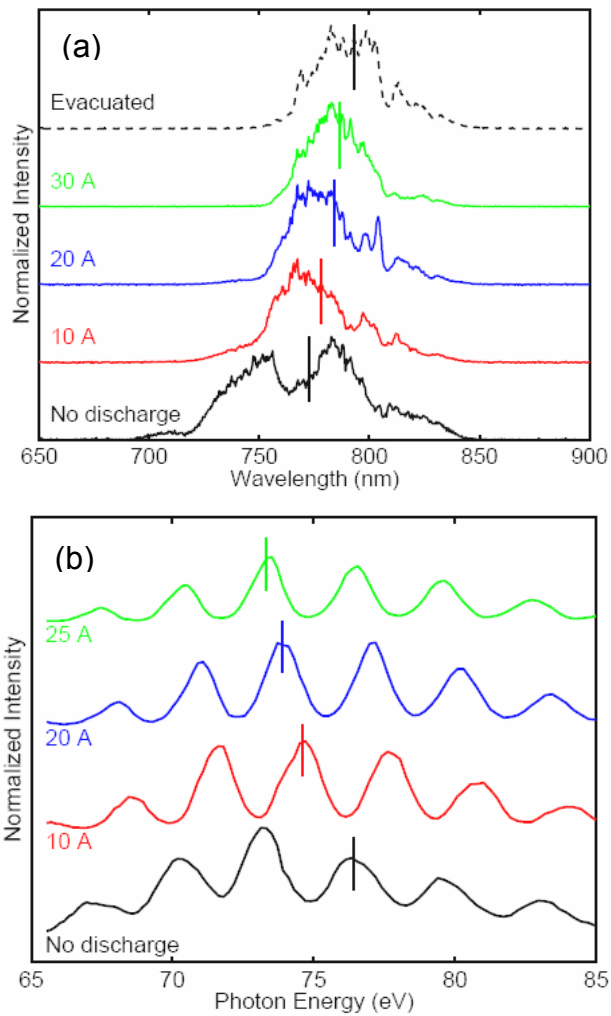 (a)
Evacuated
30 A
20 A
10 A
No discharge
Normalized Intensity
650 700 750 800 850 900
Wavelength (nm)
(b)
25 A
20 A
10 A
No discharge
Normalized Intensity
65 70 75 80 85
Photon Energy (eV)